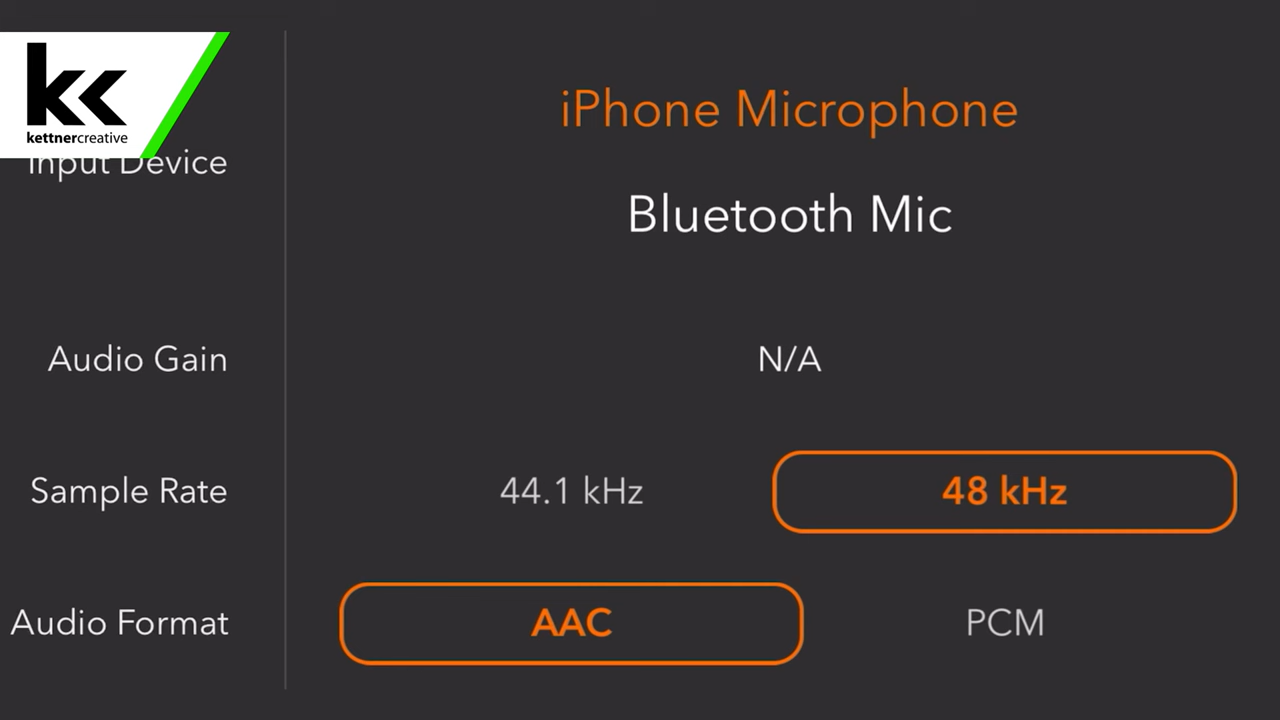 kettnercreative
iPhone Microphone
Input Device
Bluetooth Mic
Audio Gain N/A
Sample Rate 44.1 kHz 48 kHz
Audio Format AAC PCM